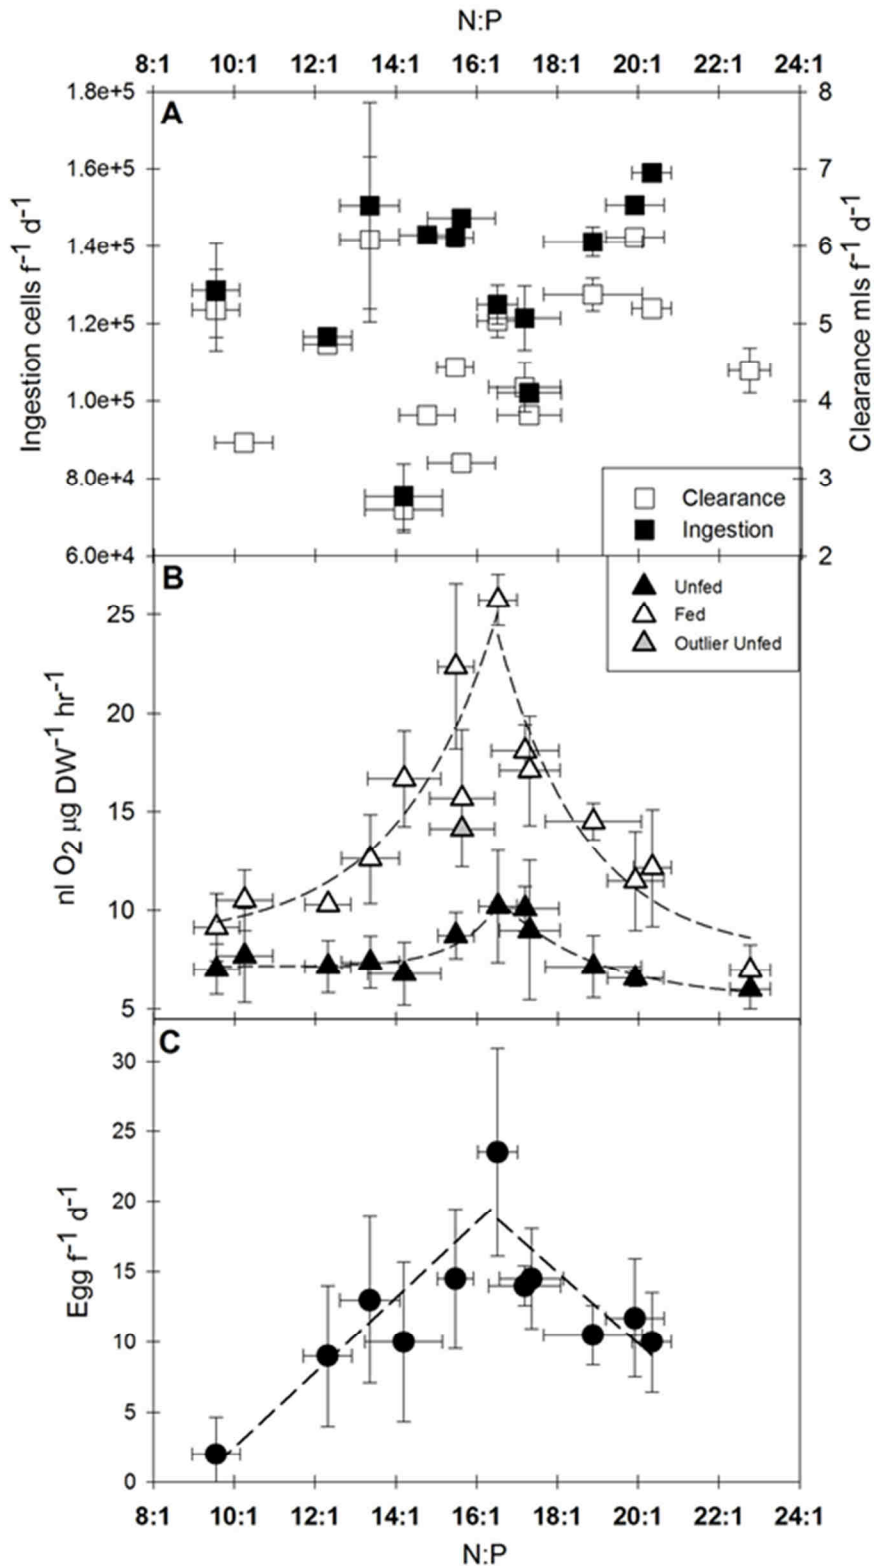 N:P
8:1 10:1 12:1 14:1 16:1 18:1 20:1 22:1 24:1
A
Ingestion cells f⁻¹ d⁻¹
1.8e+5
1.6e+5
1.4e+5
1.2e+5
1.0e+5
8.0e+4
6.0e+4
Clearance mls f⁻¹ d⁻¹
8
7
6
5
4
3
2
Clearance
Ingestion
B
nl O₂ µg DW⁻¹ hr⁻¹
25
20
15
10
5
Unfed
Fed
Outlier Unfed
C
Egg f⁻¹ d⁻¹
30
25
20
15
10
5
0
8:1 10:1 12:1 14:1 16:1 18:1 20:1 22:1 24:1
N:P